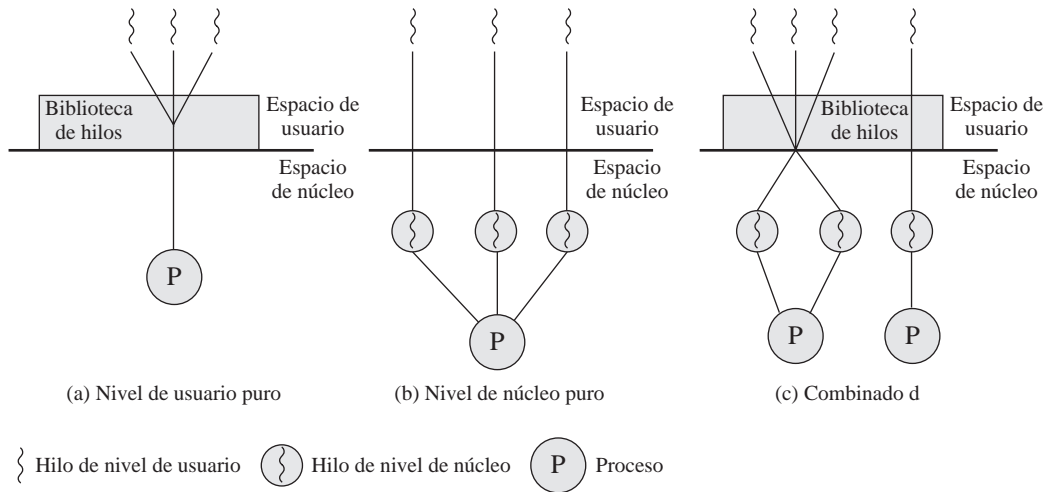 Biblioteca
de hilos
Espacio de
usuario
Espacio
de núcleo
P
(a) Nivel de usuario puro
Espacio de
usuario
Espacio
de núcleo
P
(b) Nivel de núcleo puro
Biblioteca
de hilos
Espacio de
usuario
Espacio
de núcleo
P
P
(c) Combinado d
Hilo de nivel de usuario
Hilo de nivel de núcleo
P
Proceso